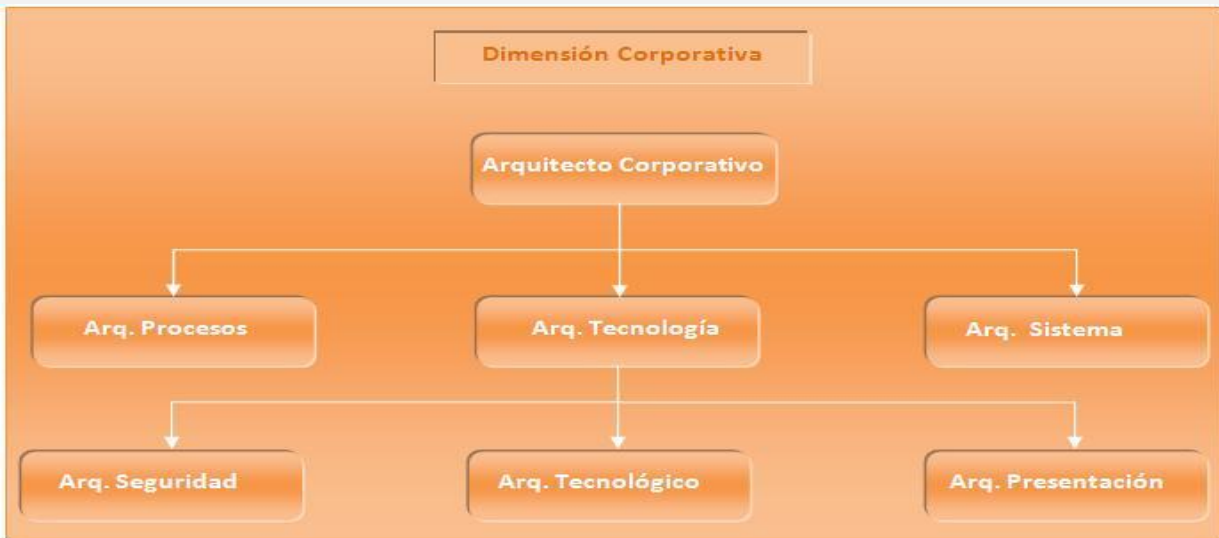 Dimensión Corporativa
Arquitecto Corporativo
Arq. Procesos
Arq. Tecnología
Arq. Sistema
Arq. Seguridad
Arq. Tecnológico
Arq. Presentación